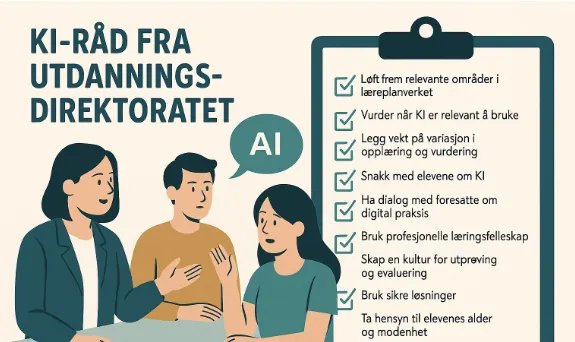 KI-RÅD FRA
UTDANNINGS-
DIREKTORATET
AI
Løft frem relevante områder i
læreplanverket
Vurder når KI er relevant å bruke
Legg vekt på variasjon i
opplæring og vurdering
Snakk med elevene om KI
Ha dialog med foresatte om
digital praksis
Bruk profesjonelle læringsfelleskap
Skap en kultur for utprøving
og evaluering
Bruk sikre løsninger
Ta hensyn til elevenes alder
og modenhet